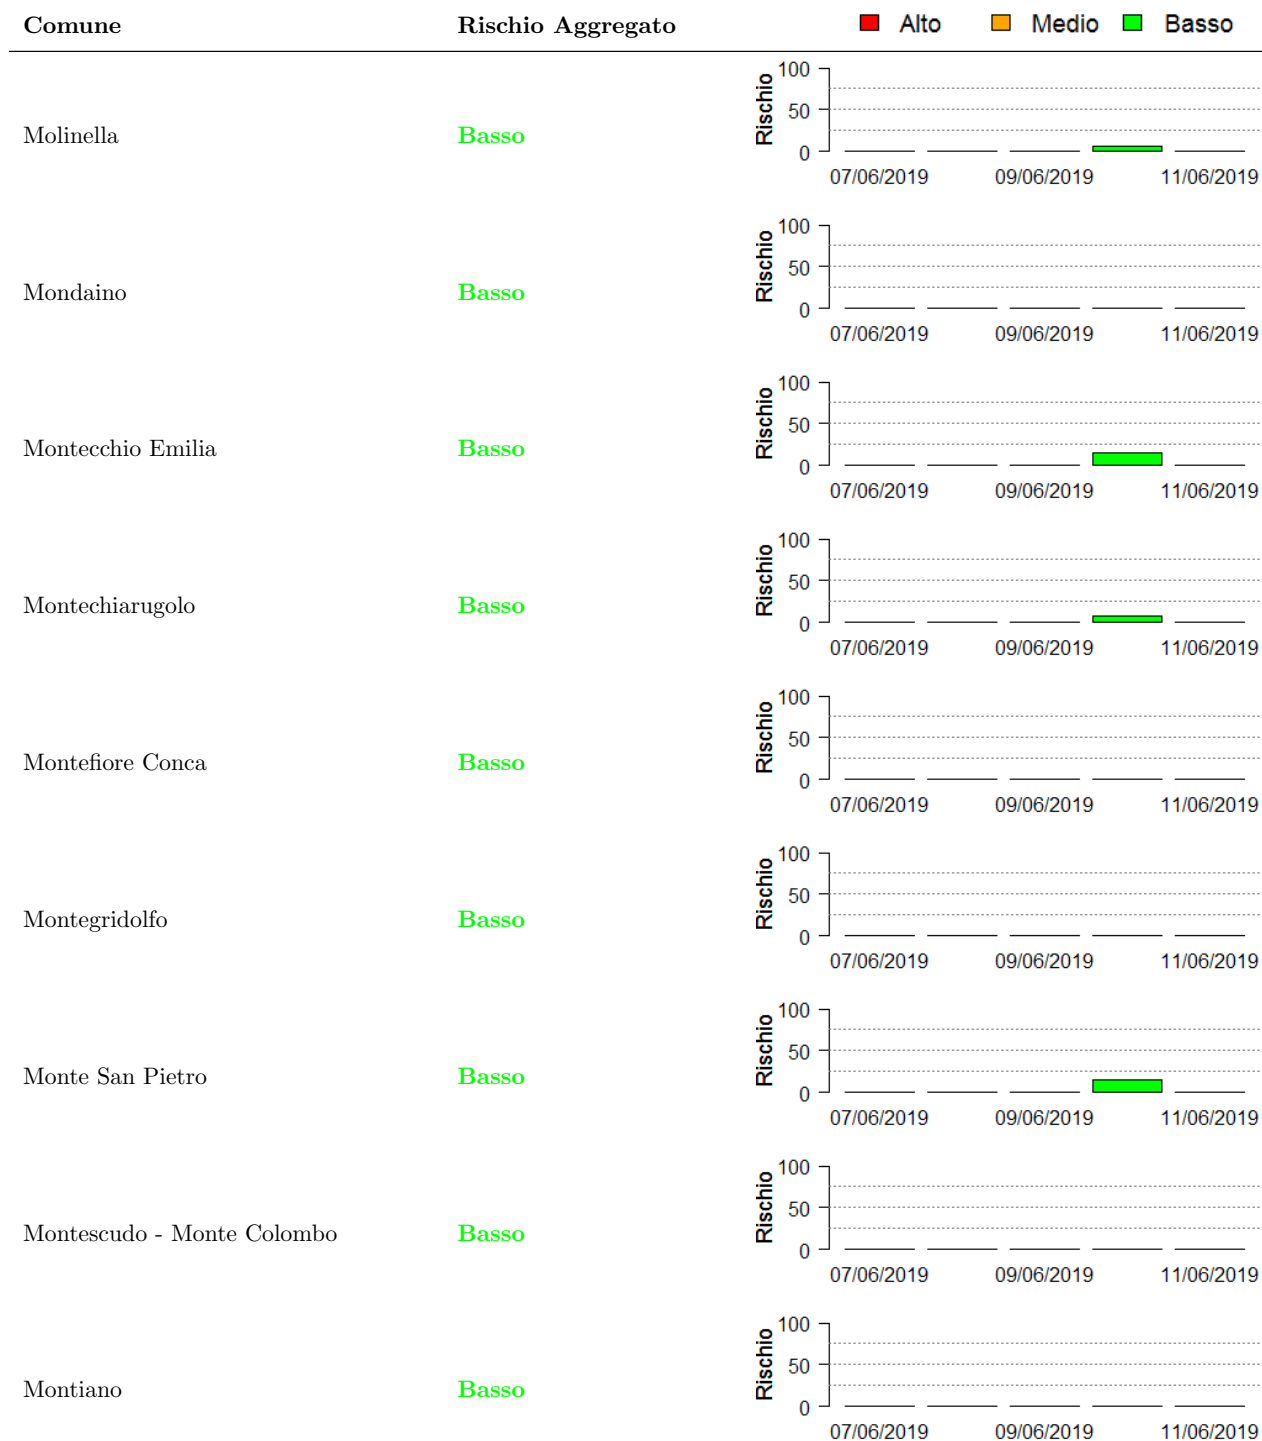 Comune Rischio Aggregato Alto Medio Basso
Molinella Basso
Rischio
100
50
0
07/06/2019 09/06/2019 11/06/2019
Mondaino Basso
Rischio
100
50
0
07/06/2019 09/06/2019 11/06/2019
Montecchio Emilia Basso
Rischio
100
50
0
07/06/2019 09/06/2019 11/06/2019
Montechiarugolo Basso
Rischio
100
50
0
07/06/2019 09/06/2019 11/06/2019
Montefiore Conca Basso
Rischio
100
50
0
07/06/2019 09/06/2019 11/06/2019
Montegridolfo Basso
Rischio
100
50
0
07/06/2019 09/06/2019 11/06/2019
Monte San Pietro Basso
Rischio
100
50
0
07/06/2019 09/06/2019 11/06/2019
Montescudo - Monte Colombo Basso
Rischio
100
50
0
07/06/2019 09/06/2019 11/06/2019
Montiano Basso
Rischio
100
50
0
07/06/2019 09/06/2019 11/06/2019